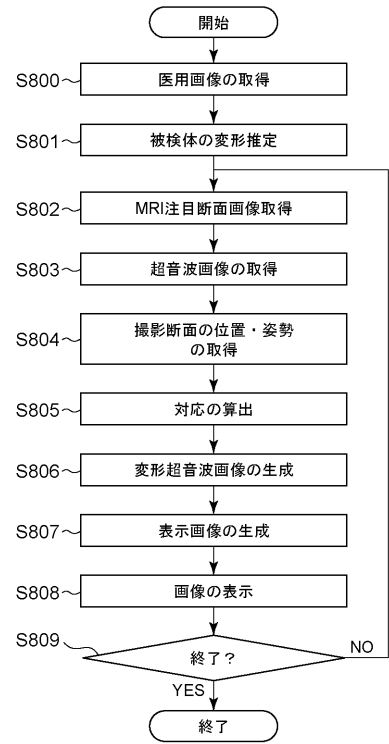 開始
S800 医用画像の取得
S801 被検体の変形推定
S802 MRI注目断面画像取得
S803 超音波画像の取得
S804 撮影断面の位置・姿勢
の取得
S805 対応の算出
S806 変形超音波画像の生成
S807 表示画像の生成
S808 画像の表示
S809 終了？
NO
YES
終了